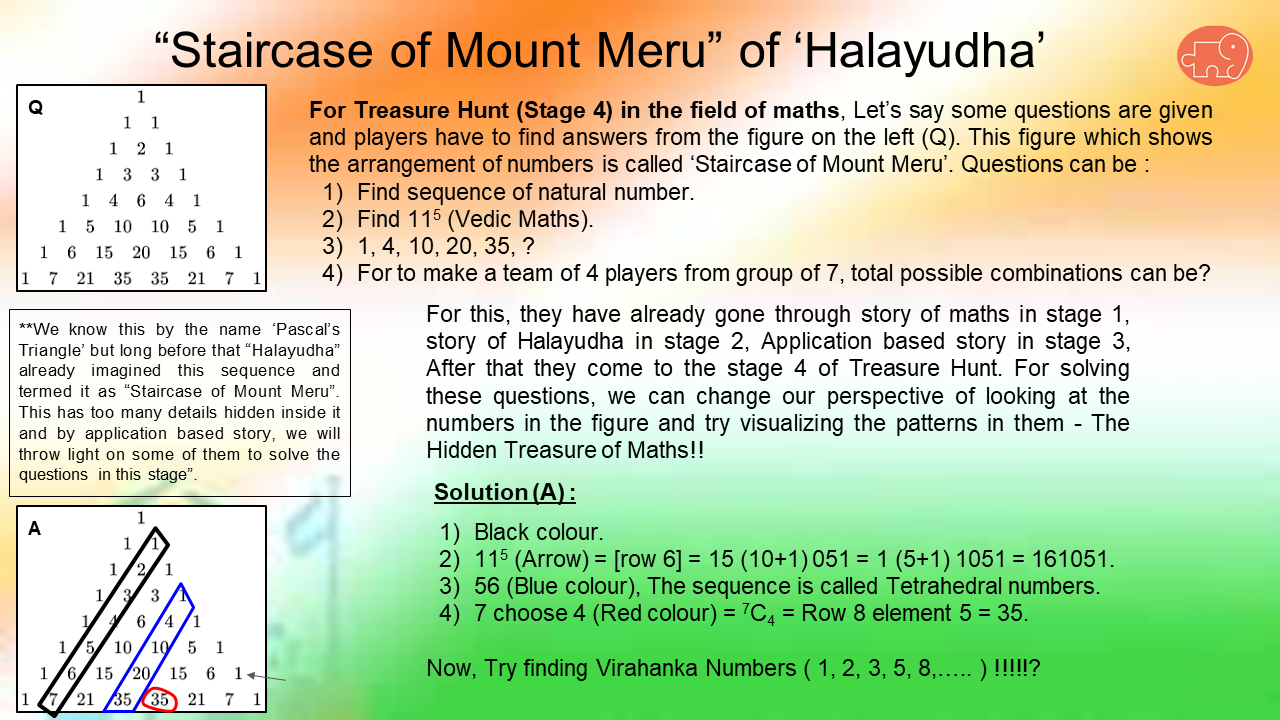 “Staircase of Mount Meru” of ‘Halayudha’
Q
1
1 1
1 2 1
1 3 3 1
1 4 6 4 1
1 5 10 10 5 1
1 6 15 20 15 6 1
1 7 21 35 35 21 7 1
For Treasure Hunt (Stage 4) in the field of maths, Let’s say some questions are given
and players have to find answers from the figure on the left (Q). This figure which shows
the arrangement of numbers is called ‘Staircase of Mount Meru’. Questions can be :
1) Find sequence of natural number.
2) Find 11⁵ (Vedic Maths).
3) 1, 4, 10, 20, 35, ?
4) For to make a team of 4 players from group of 7, total possible combinations can be?
**We know this by the name ‘Pascal’s
Triangle’ but long before that “Halayudha”
already imagined this sequence and
termed it as “Staircase of Mount Meru”.
This has too many details hidden inside it
and by application based story, we will
throw light on some of them to solve the
questions in this stage”.
For this, they have already gone through story of maths in stage 1,
story of Halayudha in stage 2, Application based story in stage 3,
After that they come to the stage 4 of Treasure Hunt. For solving
these questions, we can change our perspective of looking at the
numbers in the figure and try visualizing the patterns in them - The
Hidden Treasure of Maths!!
Solution (A) :
1) Black colour.
2) 11⁵ (Arrow) = [row 6] = 15 (10+1) 051 = 1 (5+1) 1051 = 161051.
3) 56 (Blue colour), The sequence is called Tetrahedral numbers.
4) 7 choose 4 (Red colour) = ⁷C₄ = Row 8 element 5 = 35.
Now, Try finding Virahanka Numbers ( 1, 2, 3, 5, 8,….. ) !!!!!?
A
1
1 1
1 2 1
1 3 3 1
1 4 6 4 1
1 5 10 10 5 1
1 6 15 20 15 6 1
1 7 21 35 35 21 7 1